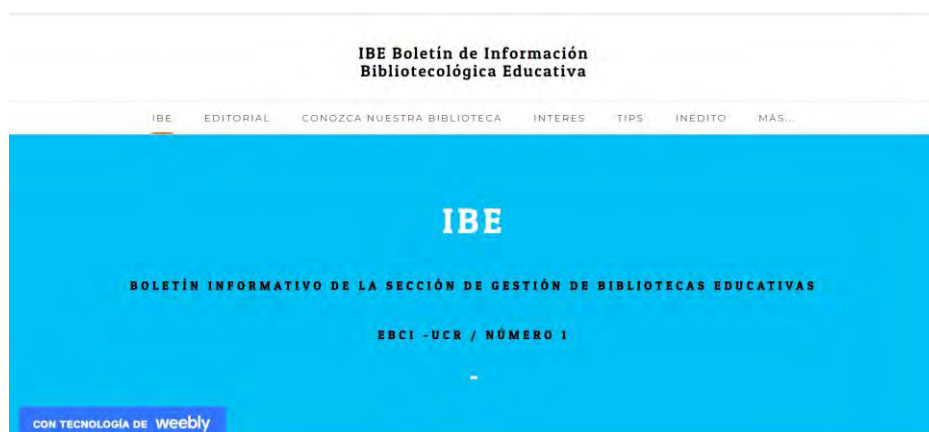 IBE Boletín de Información
Bibliotecológica Educativa
IBE EDITORIAL CONOZCA NUESTRA BIBLIOTECA INTERES TIPS INÉDITO MÁS...
IBE
BOLETÍN INFORMATIVO DE LA SECCIÓN DE GESTIÓN DE BIBLIOTECAS EDUCATIVAS
EBCI -UCR / NÚMERO 1
-
CON TECNOLOGÍA DE weebly